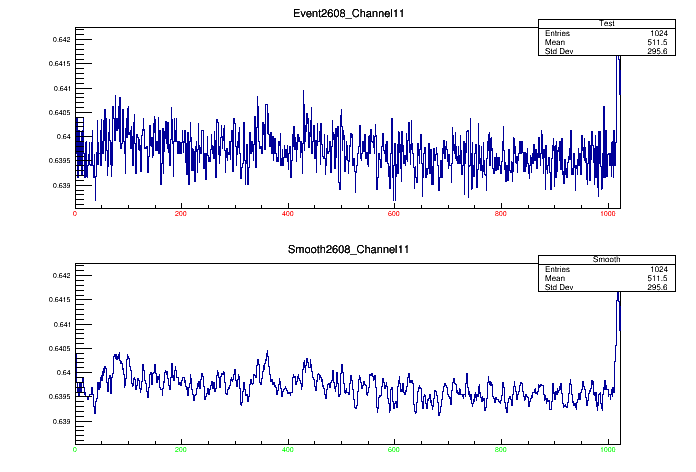 Event2608_Channel11
Test
Entries 1024
Mean 511.5
Std Dev 295.6
0.642
0.6415
0.641
0.6405
0.64
0.6395
0.639
0 200 400 600 800 1000
Smooth2608_Channel11
Smooth
Entries 1024
Mean 511.5
Std Dev 295.6
0.642
0.6415
0.641
0.6405
0.64
0.6395
0.639
0 200 400 600 800 1000